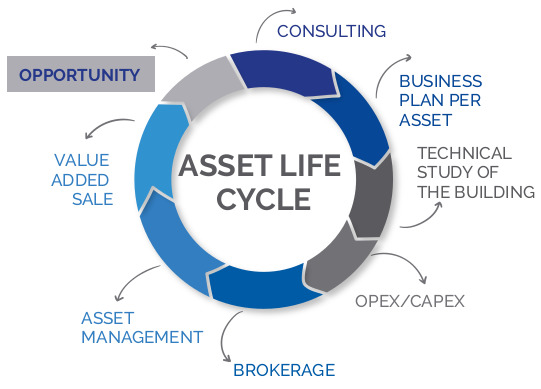 ASSET LIFE
CYCLE
OPPORTUNITY
CONSULTING
BUSINESS
PLAN PER
ASSET
TECHNICAL
STUDY OF
THE BUILDING
OPEX/CAPEX
BROKERAGE
ASSET
MANAGEMENT
VALUE
ADDED
SALE